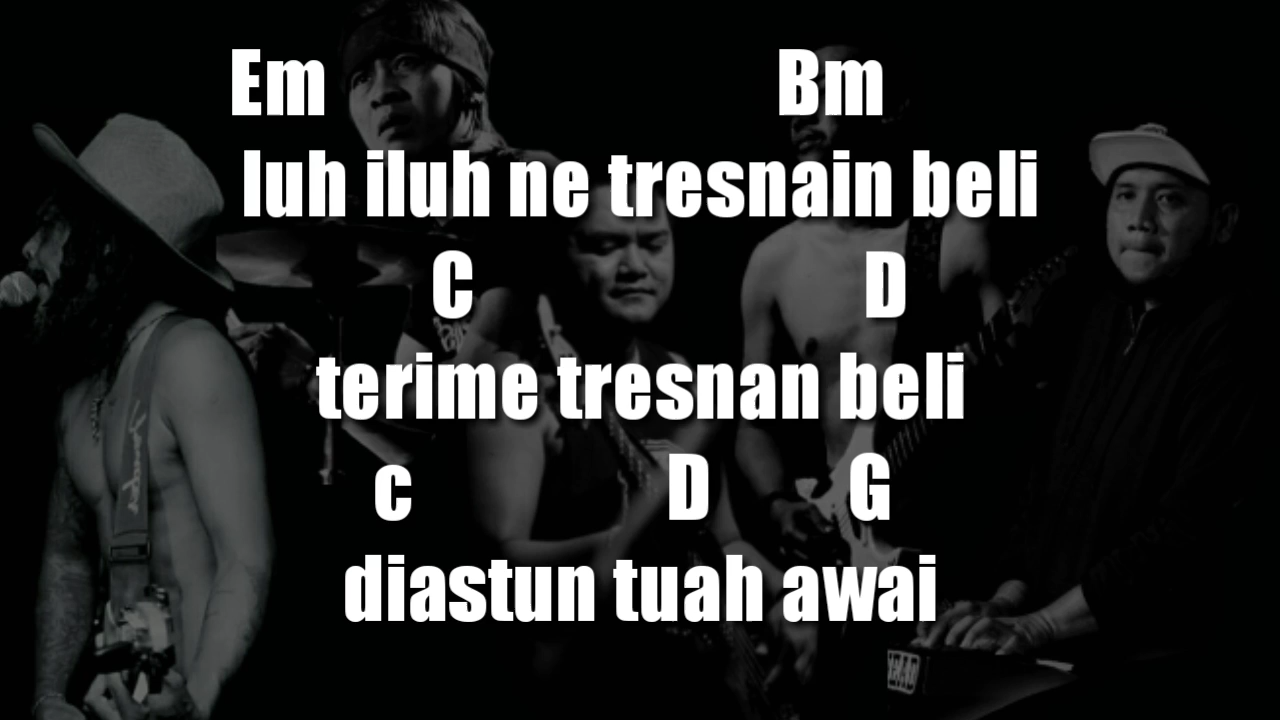 Em Bm
luh iluh ne tresnain beli
C D
terime tresnan beli
c D G
diastun tuah awai